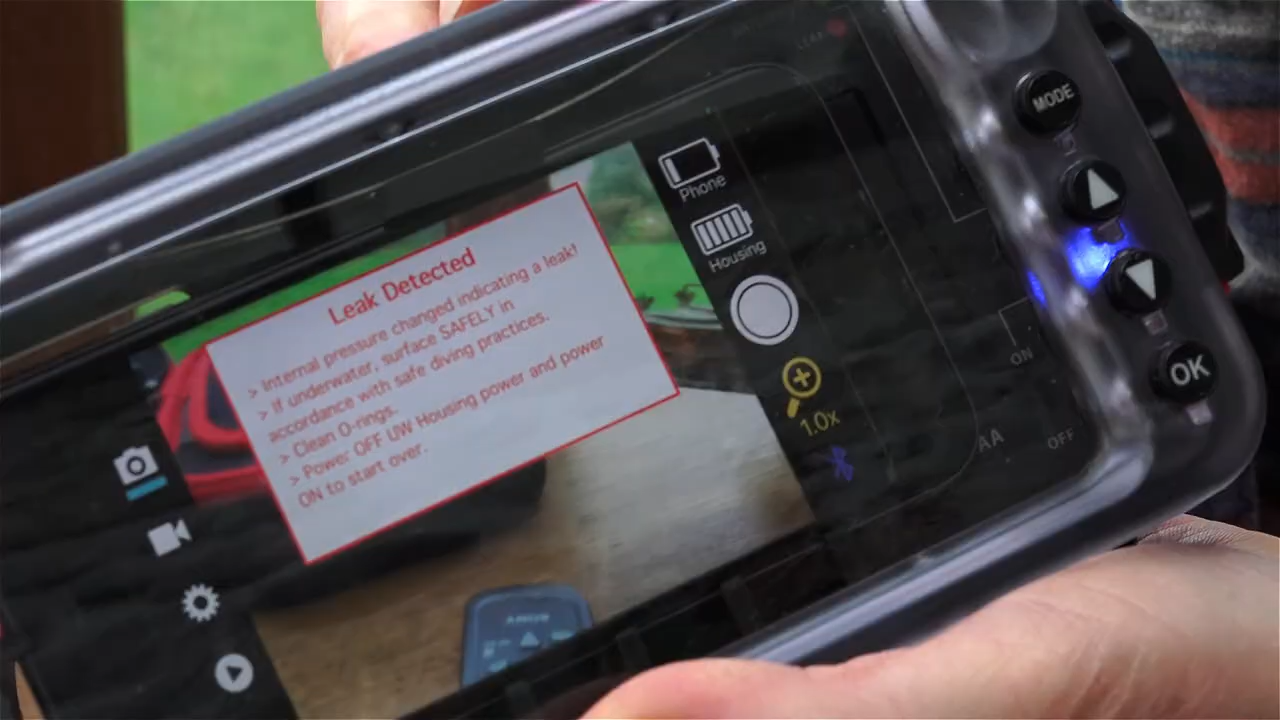 LEAK
MODE
Phone
Housing
Leak Detected
> Internal pressure changed indicating a leak!
> If underwater, surface SAFELY in
accordance with safe diving practices.
> Clean O-rings.
> Power OFF UW Housing power and power
ON to start over.
1.0x
ON
OK
AA
OFF
SONY